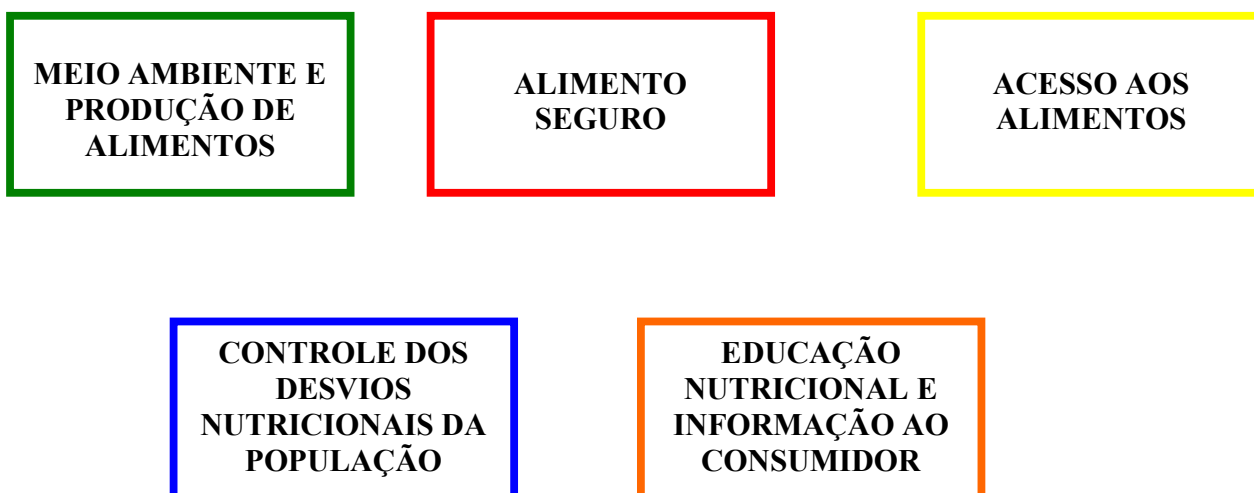 MEIO AMBIENTE E
PRODUÇÃO DE
ALIMENTOS
ALIMENTO
SEGURO
ACESSO AOS
ALIMENTOS
CONTROLE DOS
DESVIOS
NUTRICIONAIS DA
POPULAÇÃO
EDUCAÇÃO
NUTRICIONAL E
INFORMAÇÃO AO
CONSUMIDOR